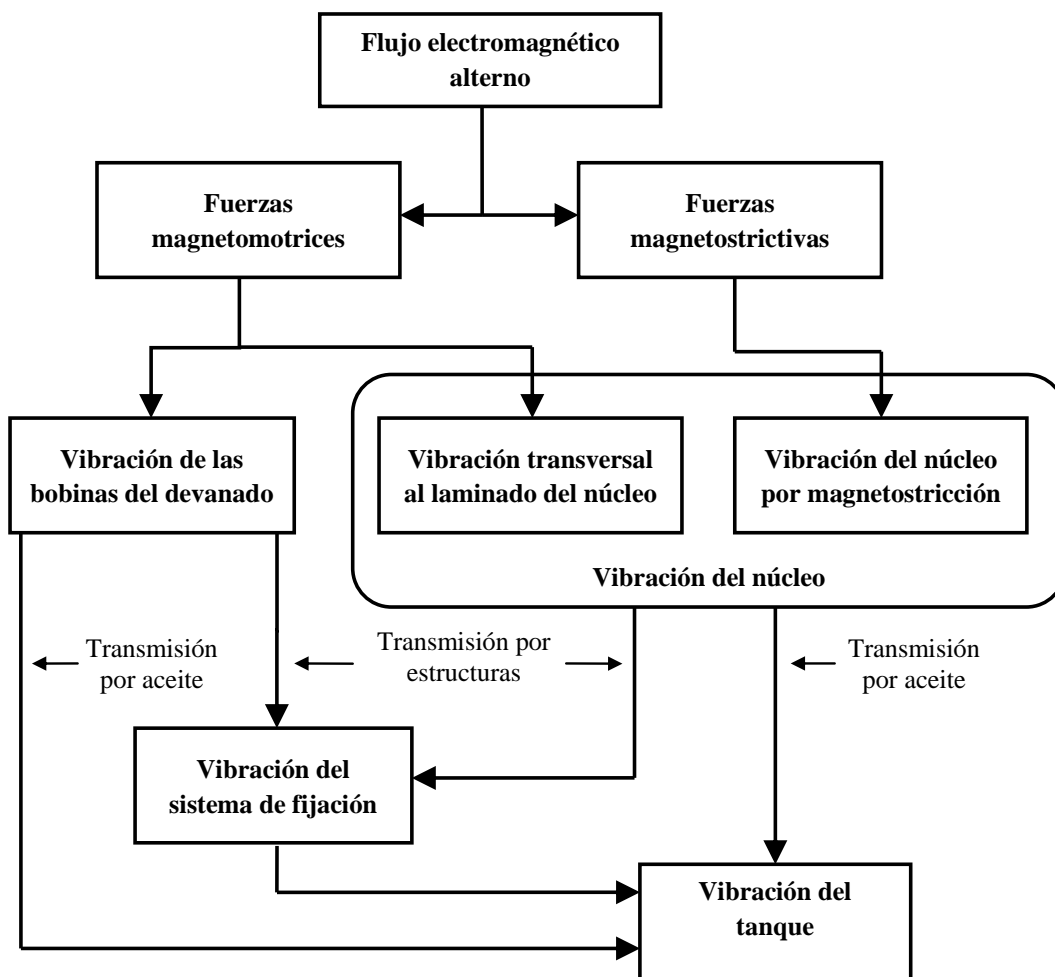 Flujo electromagnético
alterno
Fuerzas
magnetomotrices
Fuerzas
magnetostrictivas
Vibración de las
bobinas del devanado
Vibración transversal
al laminado del núcleo
Vibración del núcleo
por magnetostricción
Vibración del núcleo
Transmisión
por aceite
Transmisión por
estructuras
Transmisión
por aceite
Vibración del
sistema de fijación
Vibración del
tanque